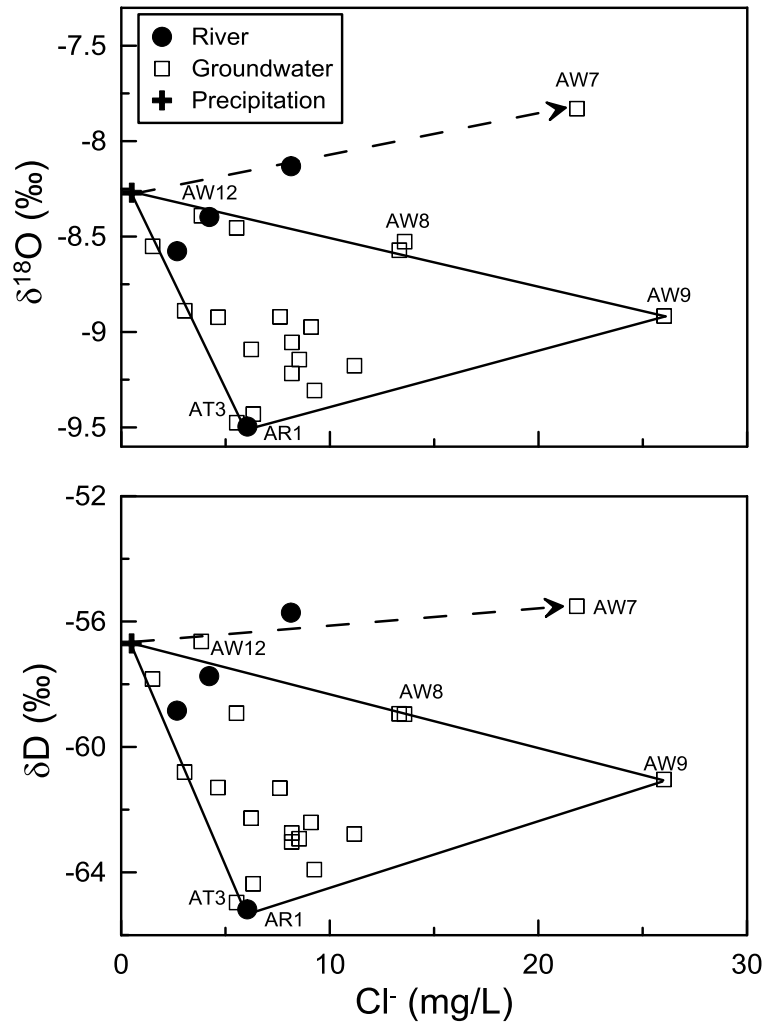 -7.5
-8
-8.5
-9
-9.5
δ¹⁸O (‰)
River
Groundwater
Precipitation
AW7
AW12
AW8
AW9
AT3
AR1
-52
-56
-60
-64
δD (‰)
AW7
AW12
AW8
AW9
AT3
AR1
0 10 20 30
Cl⁻ (mg/L)